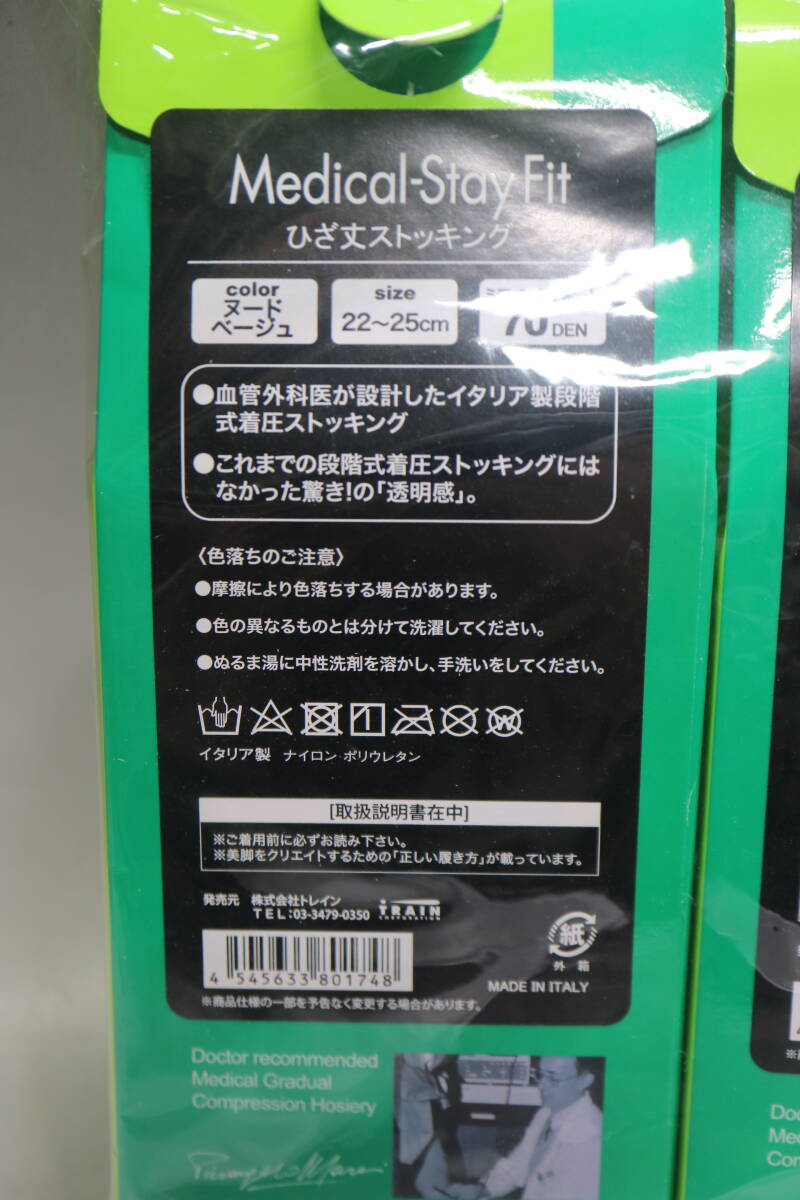 Medical-Stay Fit
ひざ丈ストッキング
color
ヌード
ベージュ
size
22～25cm
70 DEN
●血管外科医が設計したイタリア製段階
式着圧ストッキング
●これまでの段階式着圧ストッキングには
なかった驚き!の「透明感」。
〈色落ちのご注意〉
●摩擦により色落ちする場合があります。
●色の異なるものとは分けて洗濯してください。
●ぬるま湯に中性洗剤を溶かし、手洗いをしてください。
W
イタリア製 ナイロン ポリウレタン
[取扱説明書在中]
※ご着用前に必ずお読み下さい。
※美脚をクリエイトするための「正しい履き方」が載っています。
発売元 株式会社トレイン
TEL:03-3479-0350
TRAIN
CORPORATION
紙
外箱
4 545633 801748
MADE IN ITALY
※商品仕様の一部を予告なく変更する場合があります。
Doctor recommended
Medical Gradual
Compression Hosiery
Doc
Med
Com